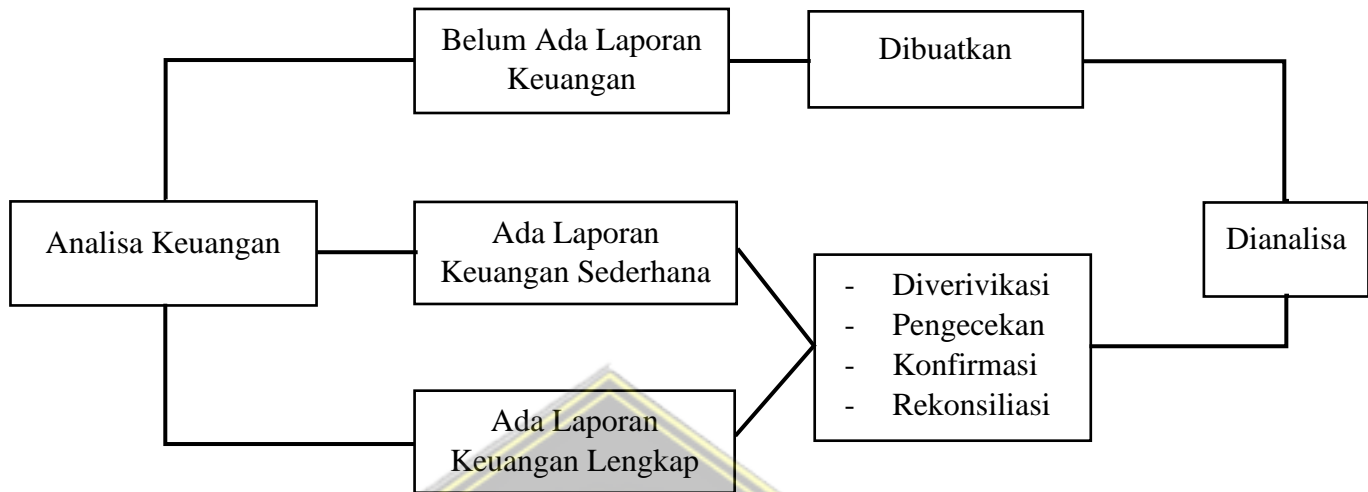 Belum Ada Laporan
Keuangan
Dibuatkan
Analisa Keuangan
Ada Laporan
Keuangan Sederhana
Dianalisa
- Diverivikasi
- Pengecekan
- Konfirmasi
- Rekonsiliasi
Ada Laporan
Keuangan Lengkap